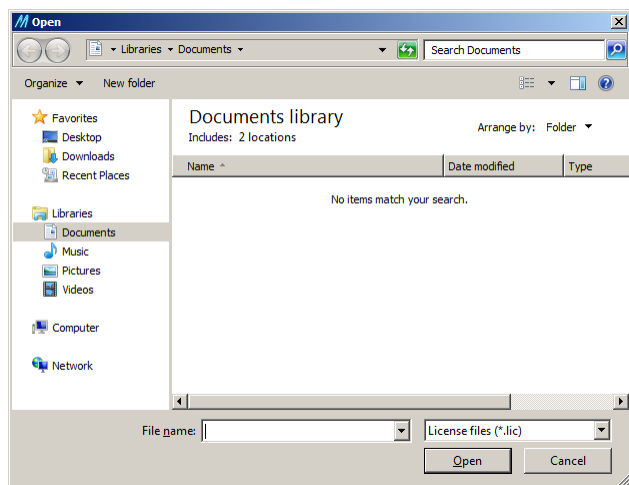 Open
Libraries Documents Search Documents
Organize New folder
Favorites
Desktop
Downloads
Recent Places
Libraries
Documents
Music
Pictures
Videos
Computer
Network
Documents library
Includes: 2 locations
Arrange by: Folder
Name Date modified Type
No items match your search.
File name: License files (*.lic)
Open Cancel